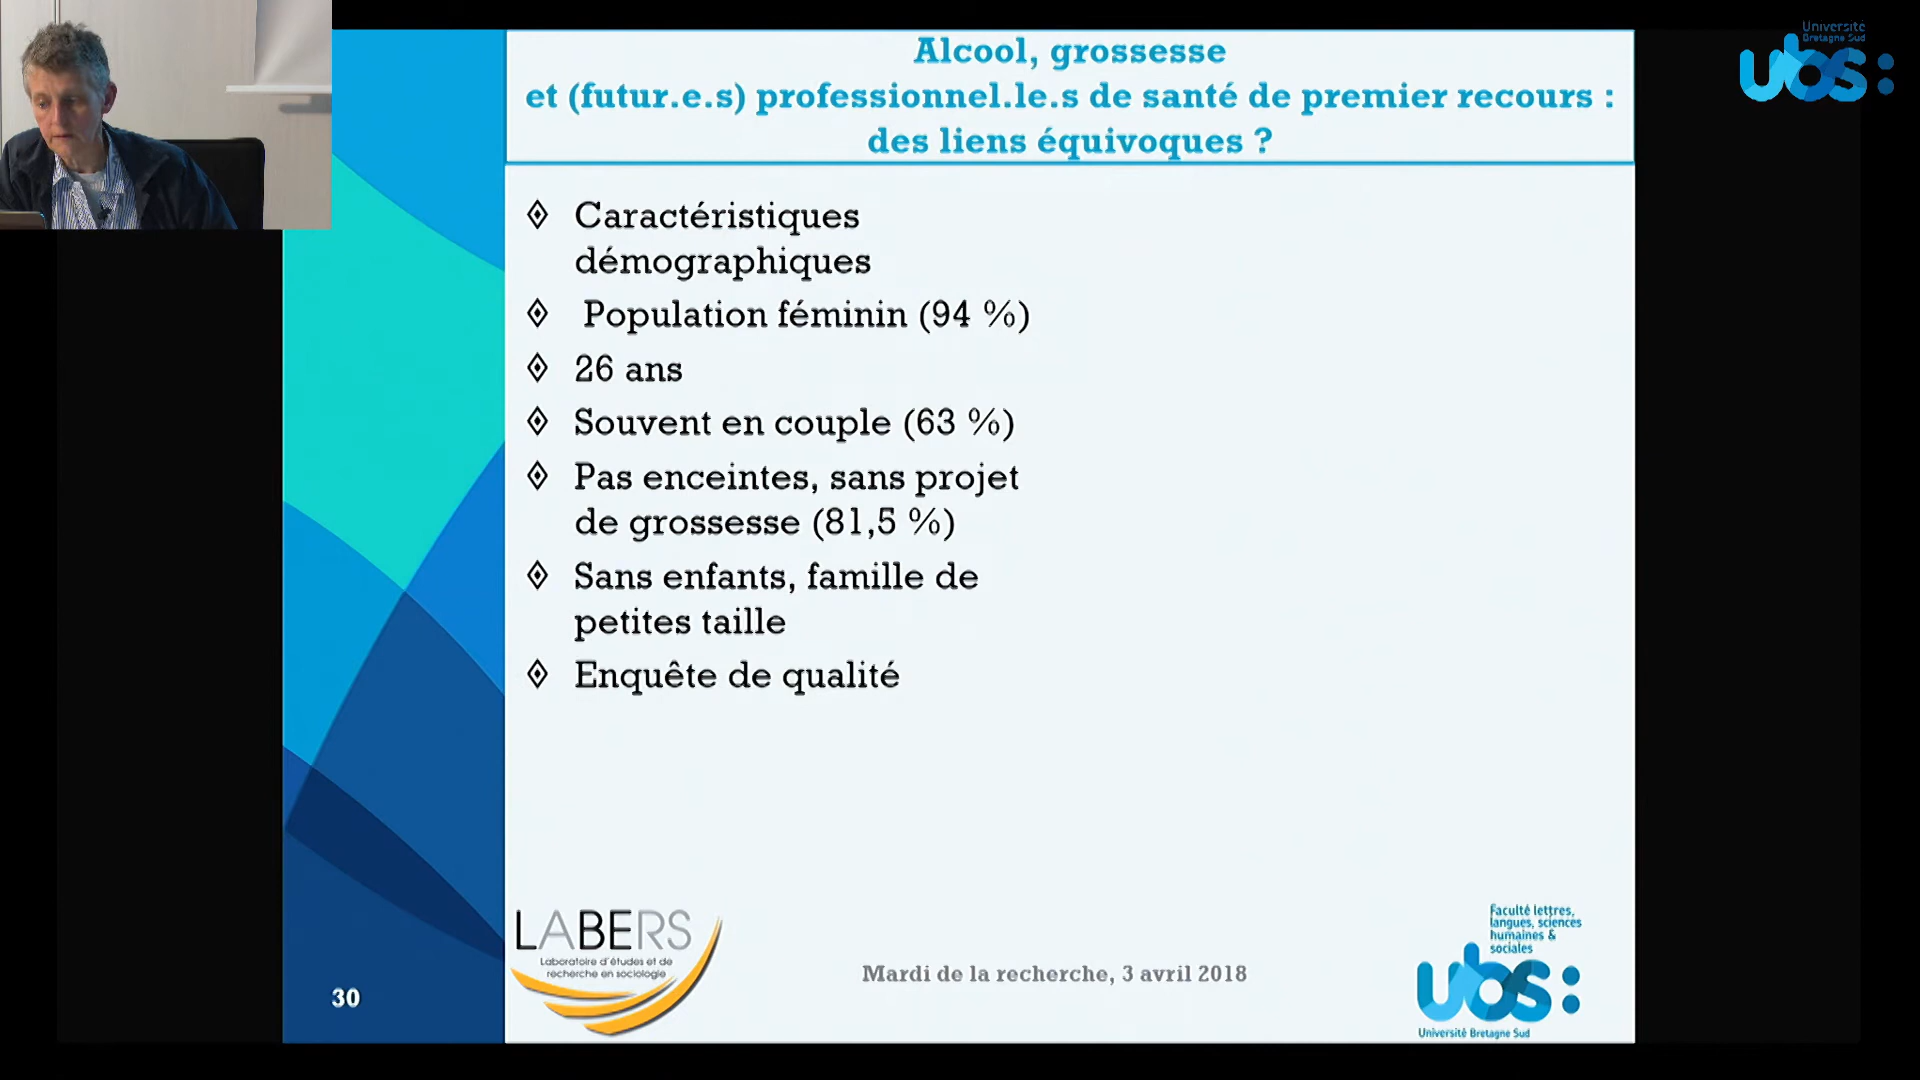 Université
Bretagne Sud
ubs:
Alcool, grossesse
et (futur.e.s) professionnel.le.s de santé de premier recours :
des liens équivoques ?
Caractéristiques
démographiques
Population féminin (94 %)
26 ans
Souvent en couple (63 %)
Pas enceintes, sans projet
de grossesse (81,5 %)
Sans enfants, famille de
petites taille
Enquête de qualité
LABERS
Laboratoire d'études et de
recherche en sociologie
30
Mardi de la recherche, 3 avril 2018
Faculté lettres,
langues, sciences
humaines &
sociales
ubs:
Université Bretagne Sud